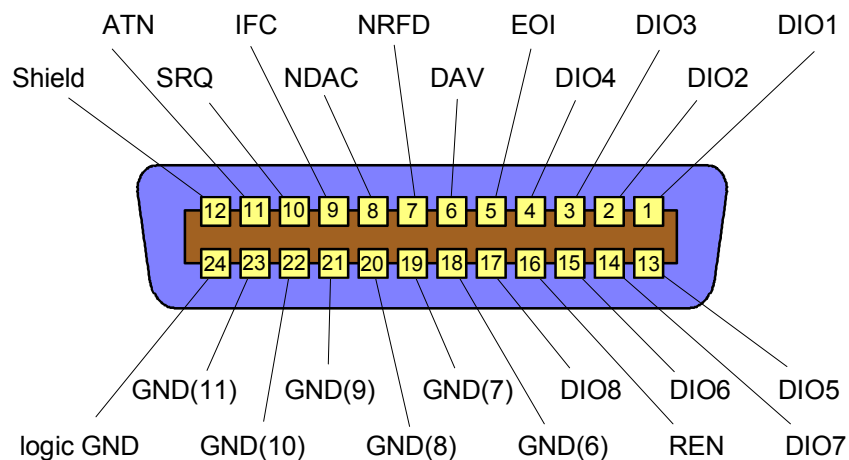 ATN IFC NRFD EOI DIO3 DIO1
Shield SRQ NDAC DAV DIO4 DIO2
12 11 10 9 8 7 6 5 4 3 2 1
24 23 22 21 20 19 18 17 16 15 14 13
GND(11) GND(9) GND(7) DIO8 DIO6 DIO5
logic GND GND(10) GND(8) GND(6) REN DIO7